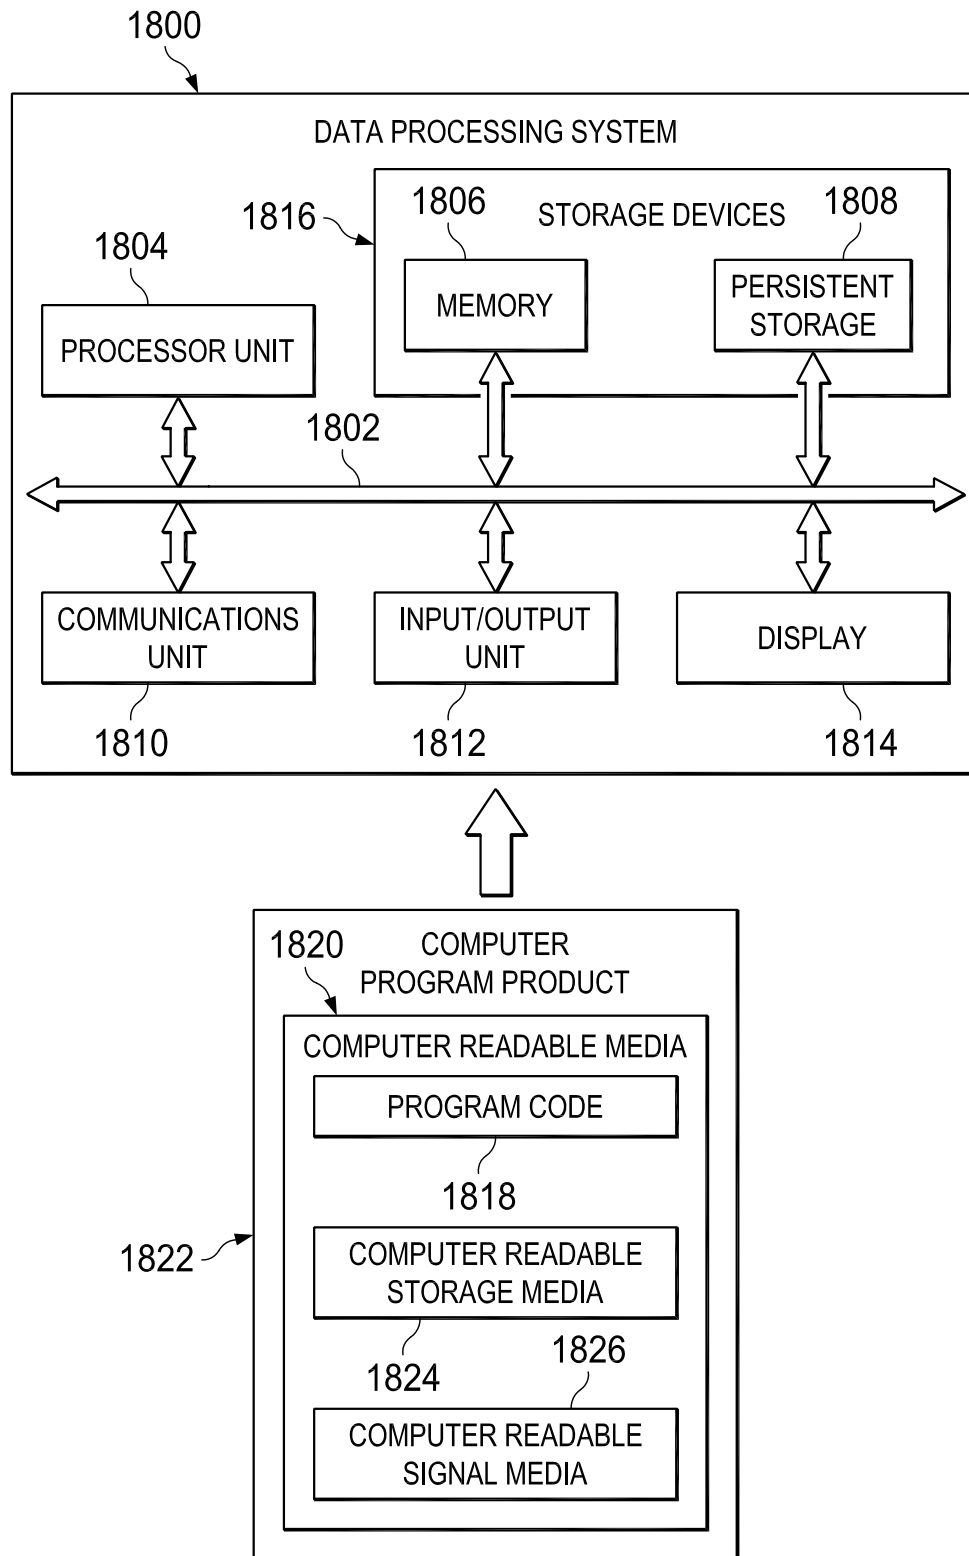 1800
DATA PROCESSING SYSTEM
1816
1806
STORAGE DEVICES
1808
1804
MEMORY
PERSISTENT
STORAGE
PROCESSOR UNIT
1802
COMMUNICATIONS
UNIT
INPUT/OUTPUT
UNIT
DISPLAY
1810
1812
1814
1820
COMPUTER
PROGRAM PRODUCT
COMPUTER READABLE MEDIA
PROGRAM CODE
1818
1822
COMPUTER READABLE
STORAGE MEDIA
1824
1826
COMPUTER READABLE
SIGNAL MEDIA